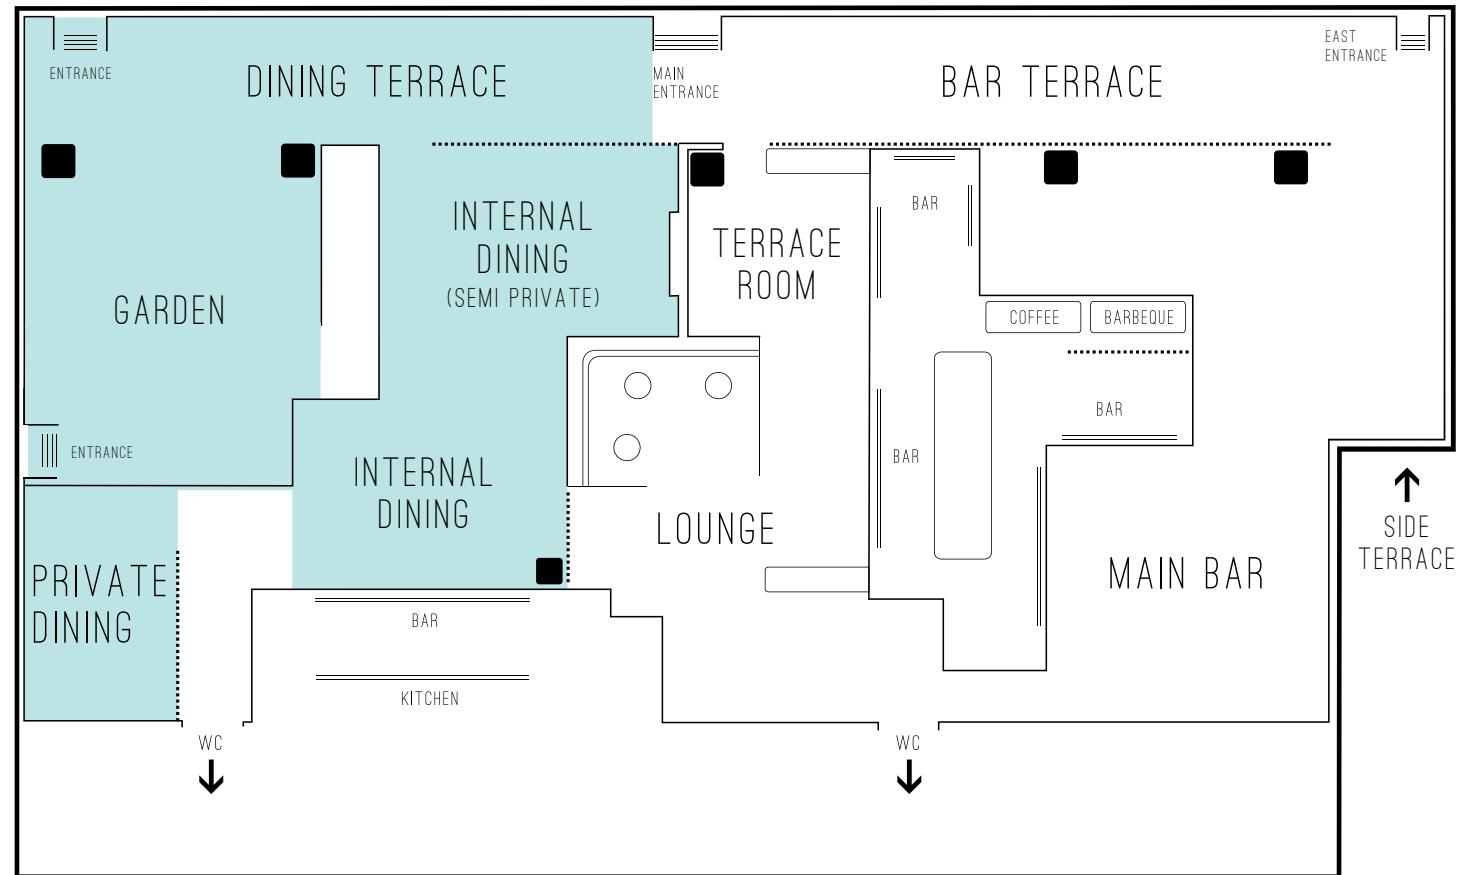 ENTRANCE
DINING TERRACE
MAIN
ENTRANCE
BAR TERRACE
EAST
ENTRANCE
INTERNAL
DINING
(SEMI PRIVATE)
TERRACE
ROOM
BAR
GARDEN
COFFEE
BARBEQUE
BAR
ENTRANCE
INTERNAL
DINING
BAR
LOUNGE
SIDE
TERRACE
MAIN BAR
PRIVATE
DINING
BAR
KITCHEN
WC
WC